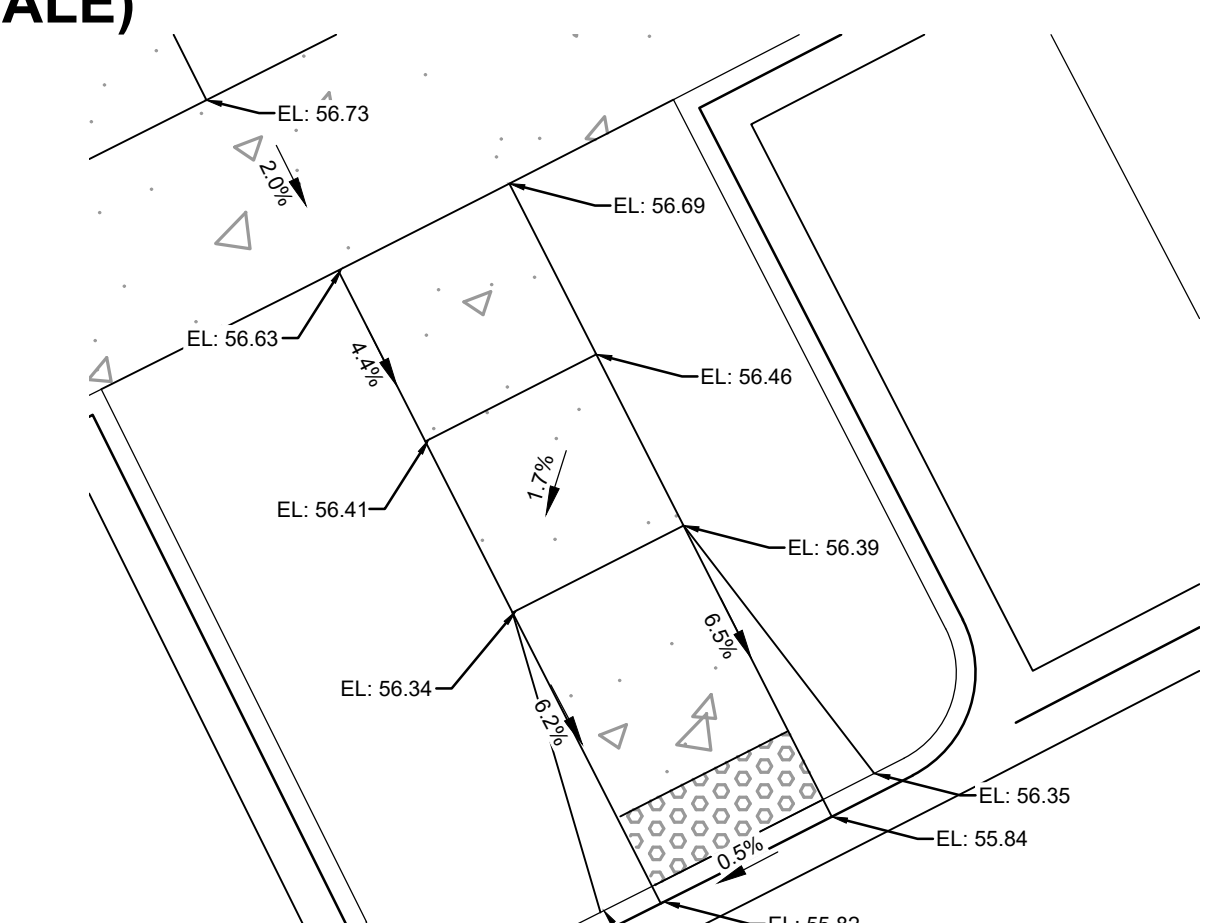 ALE)
EL: 56.73
2.0%
EL: 56.69
EL: 56.63
4.4%
EL: 56.46
EL: 56.41
1.7%
EL: 56.39
6.5%
EL: 56.34
6.2%
EL: 56.35
EL: 55.84
0.5%